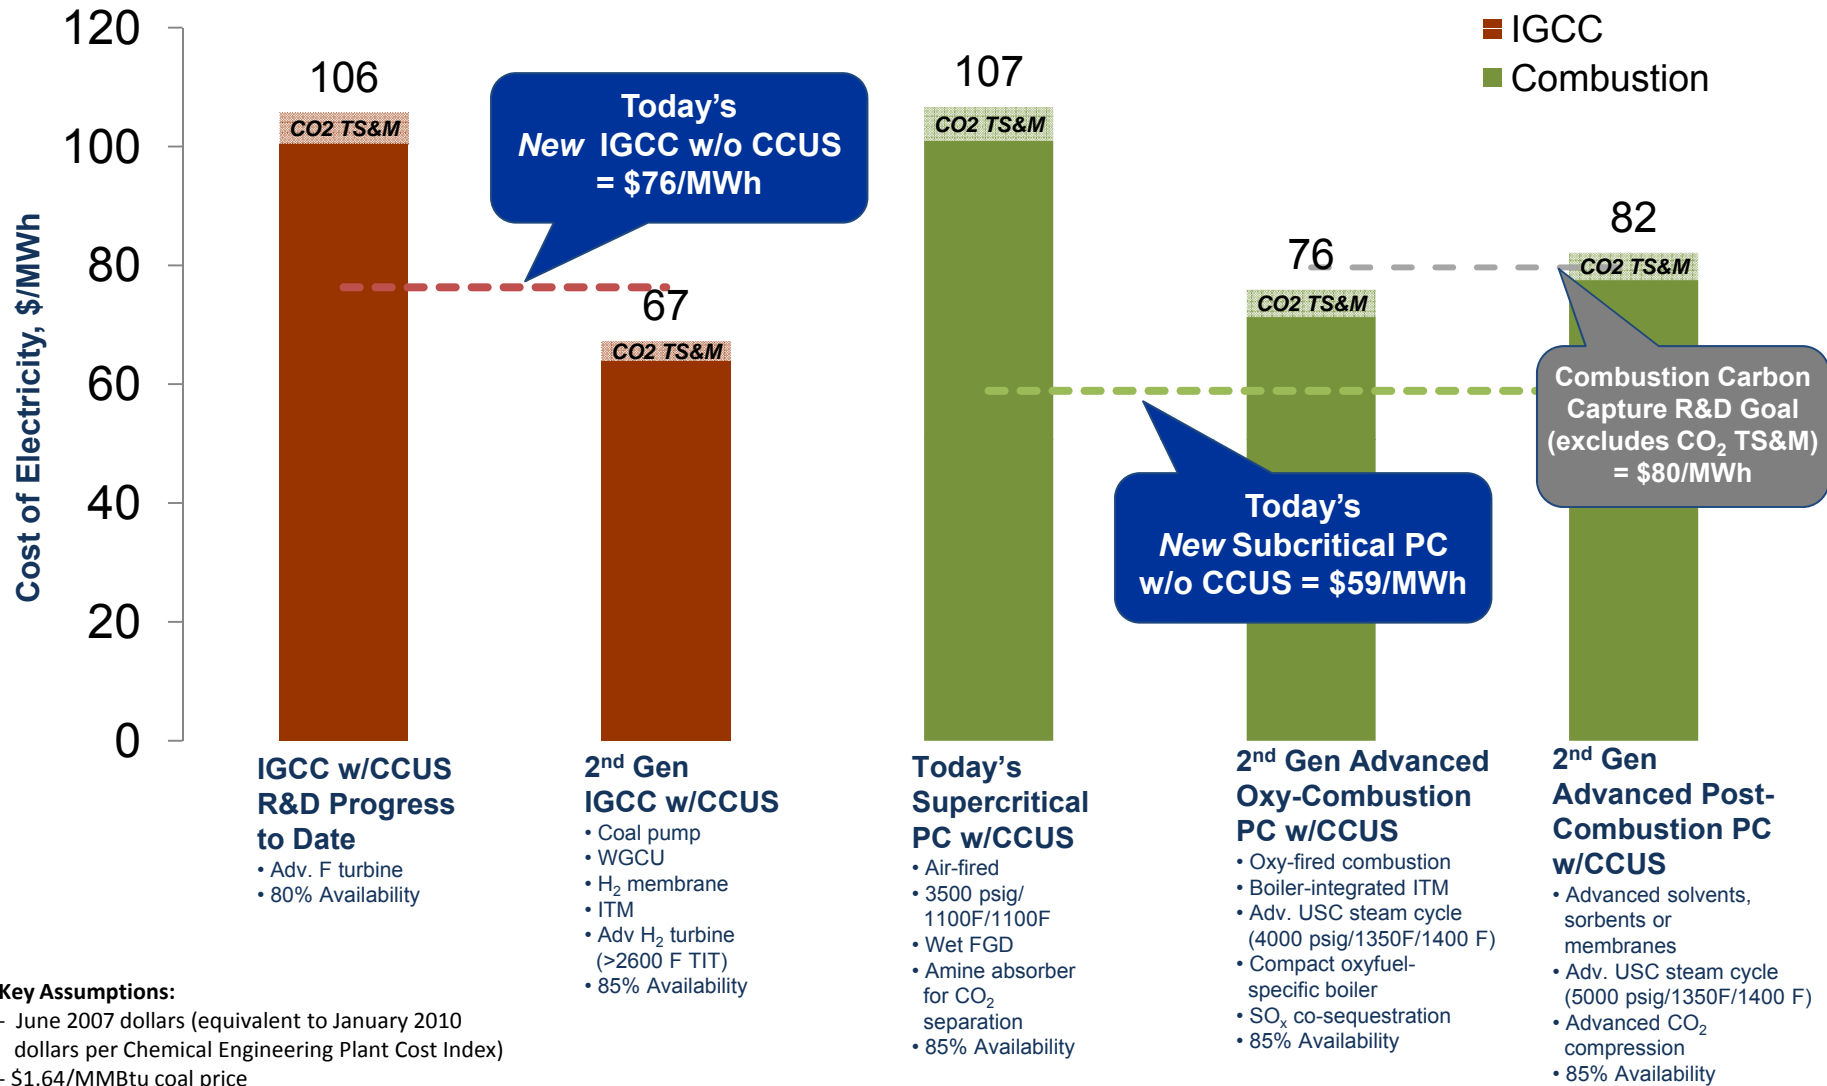 IGCC
Combustion
Cost of Electricity, $/MWh
120
100
80
60
40
20
0
106
CO2 TS&M
Today's
New IGCC w/o CCUS
= $76/MWh
67
CO2 TS&M
107
CO2 TS&M
76
CO2 TS&M
82
CO2 TS&M
Today's
New Subcritical PC
w/o CCUS = $59/MWh
Combustion Carbon
Capture R&D Goal
(excludes CO₂ TS&M)
= $80/MWh
IGCC w/CCUS
R&D Progress
to Date
• Adv. F turbine
• 80% Availability
2nd Gen
IGCC w/CCUS
• Coal pump
• WGCU
• H₂ membrane
• ITM
• Adv H₂ turbine
(>2600 F TIT)
• 85% Availability
Today's
Supercritical
PC w/CCUS
• Air-fired
• 3500 psig/
1100F/1100F
• Wet FGD
• Amine absorber
for CO₂
separation
• 85% Availability
2nd Gen Advanced
Oxy-Combustion
PC w/CCUS
• Oxy-fired combustion
• Boiler-integrated ITM
• Adv. USC steam cycle
(4000 psig/1350F/1400 F)
• Compact oxyfuel-
specific boiler
• SOₓ co-sequestration
• 85% Availability
2nd Gen
Advanced Post-
Combustion PC
w/CCUS
• Advanced solvents,
sorbents or
membranes
• Adv. USC steam cycle
(5000 psig/1350F/1400 F)
• Advanced CO₂
compression
• 85% Availability
Key Assumptions:
- June 2007 dollars (equivalent to January 2010
dollars per Chemical Engineering Plant Cost Index)
- $1.64/MMBtu coal price